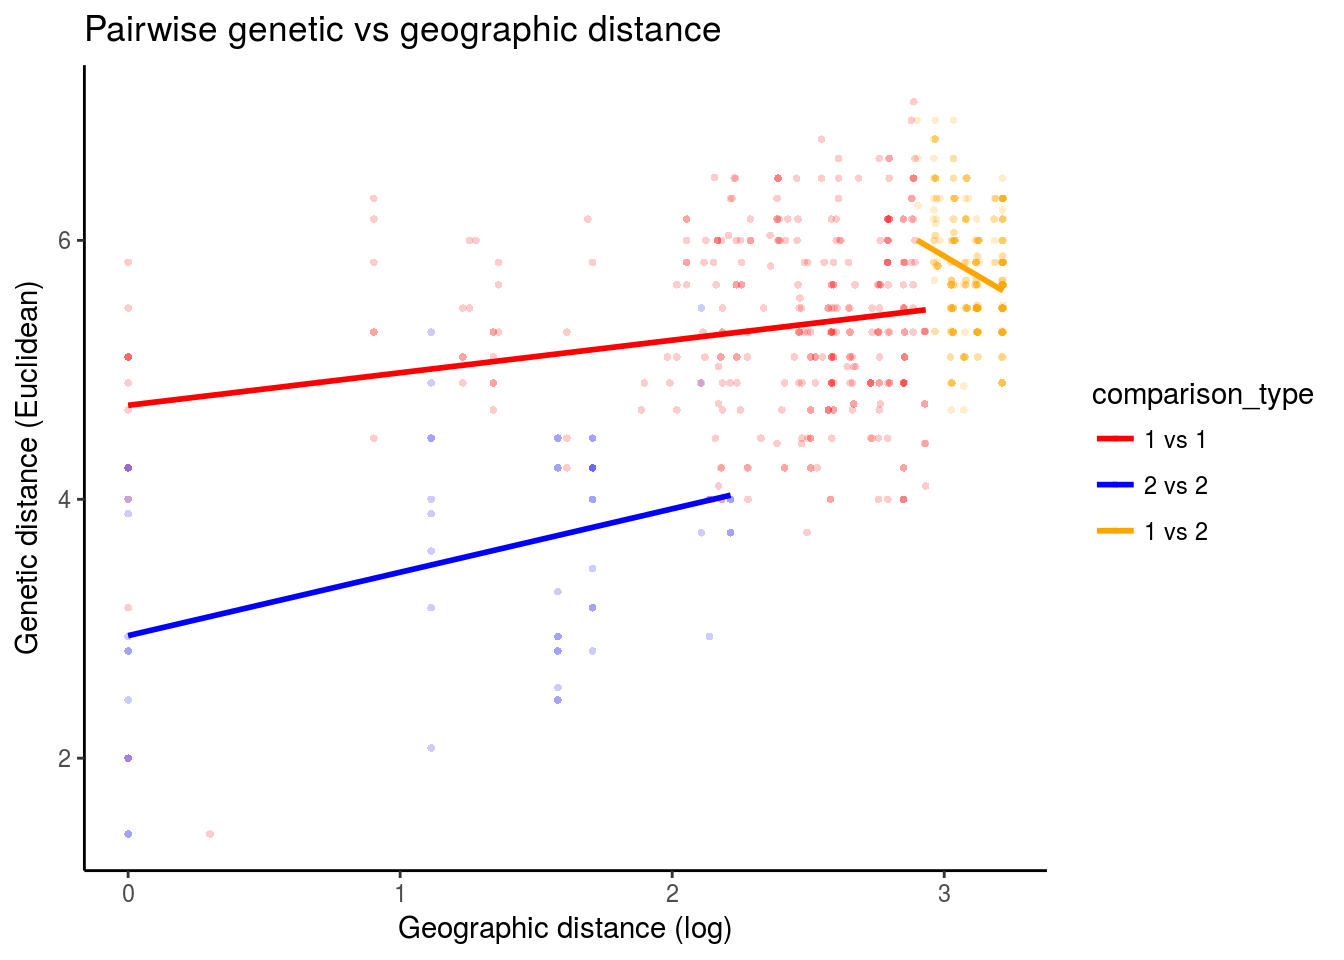 Pairwise genetic vs geographic distance
Genetic distance (Euclidean)
6
4
2
0 1 2 3
Geographic distance (log)
comparison_type
1 vs 1
2 vs 2
1 vs 2